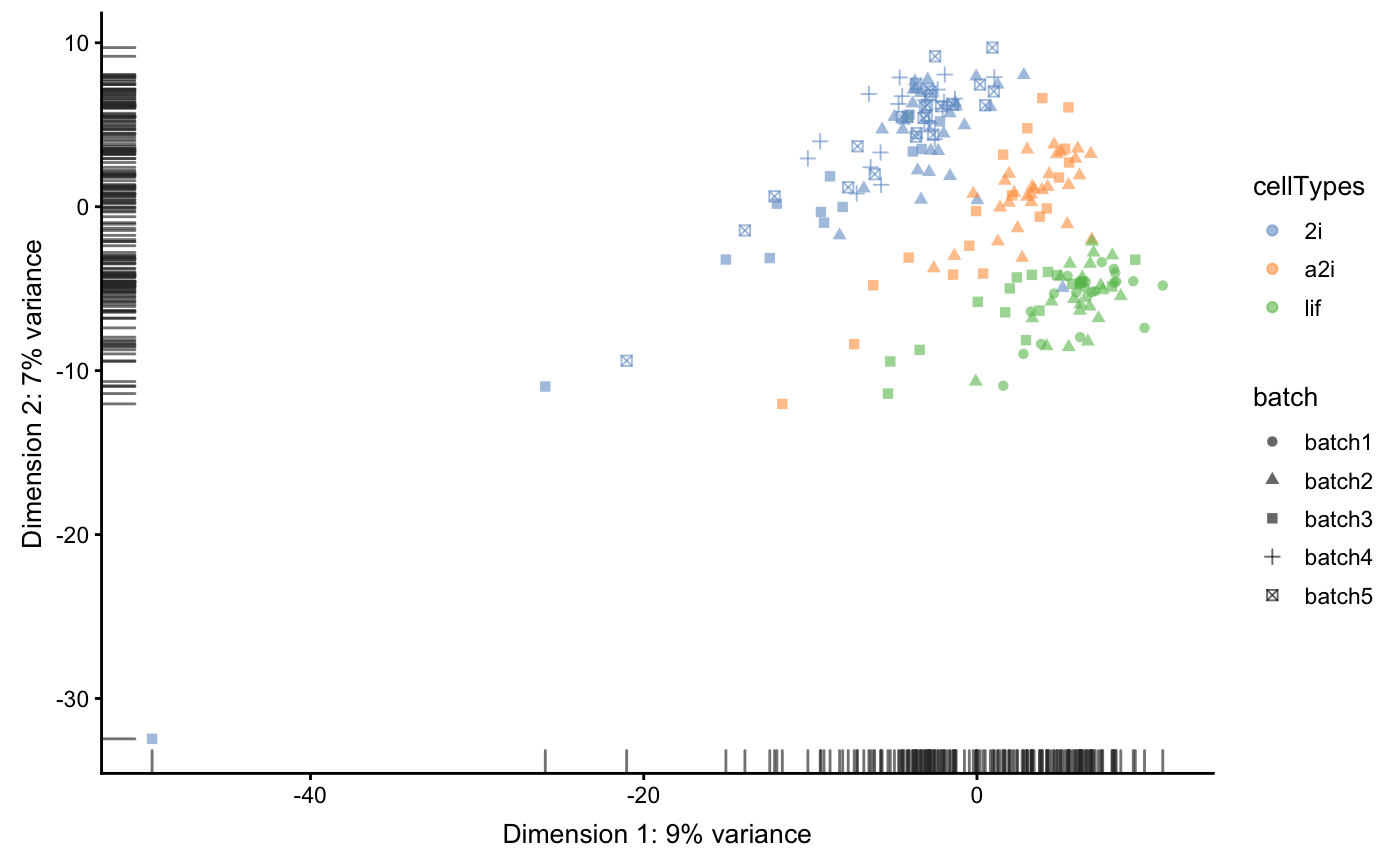 10
0
-10
-20
-30
Dimension 2: 7% variance
-40
-20
0
Dimension 1: 9% variance
cellTypes
2i
a2i
lif
batch
batch1
batch2
batch3
batch4
batch5